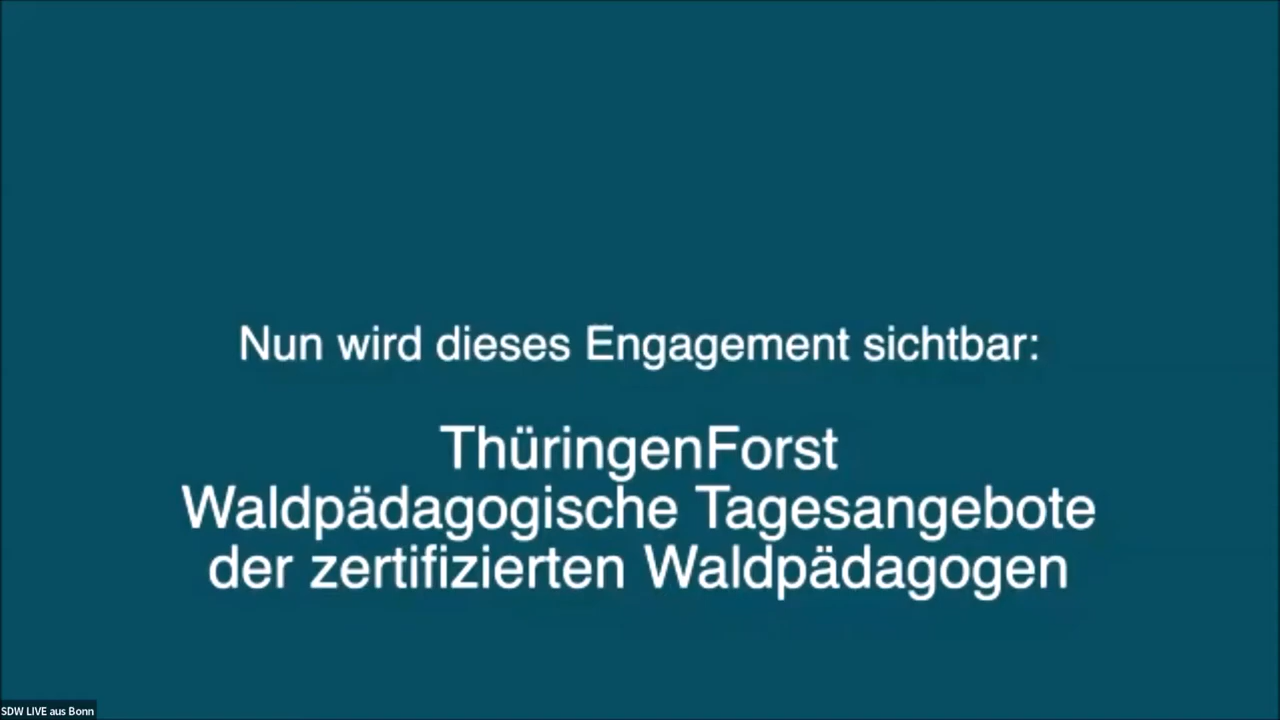 Nun wird dieses Engagement sichtbar:
ThüringenForst
Waldpädagogische Tagesangebote
der zertifizierten Waldpädagogen
SDW LIVE aus Bonn